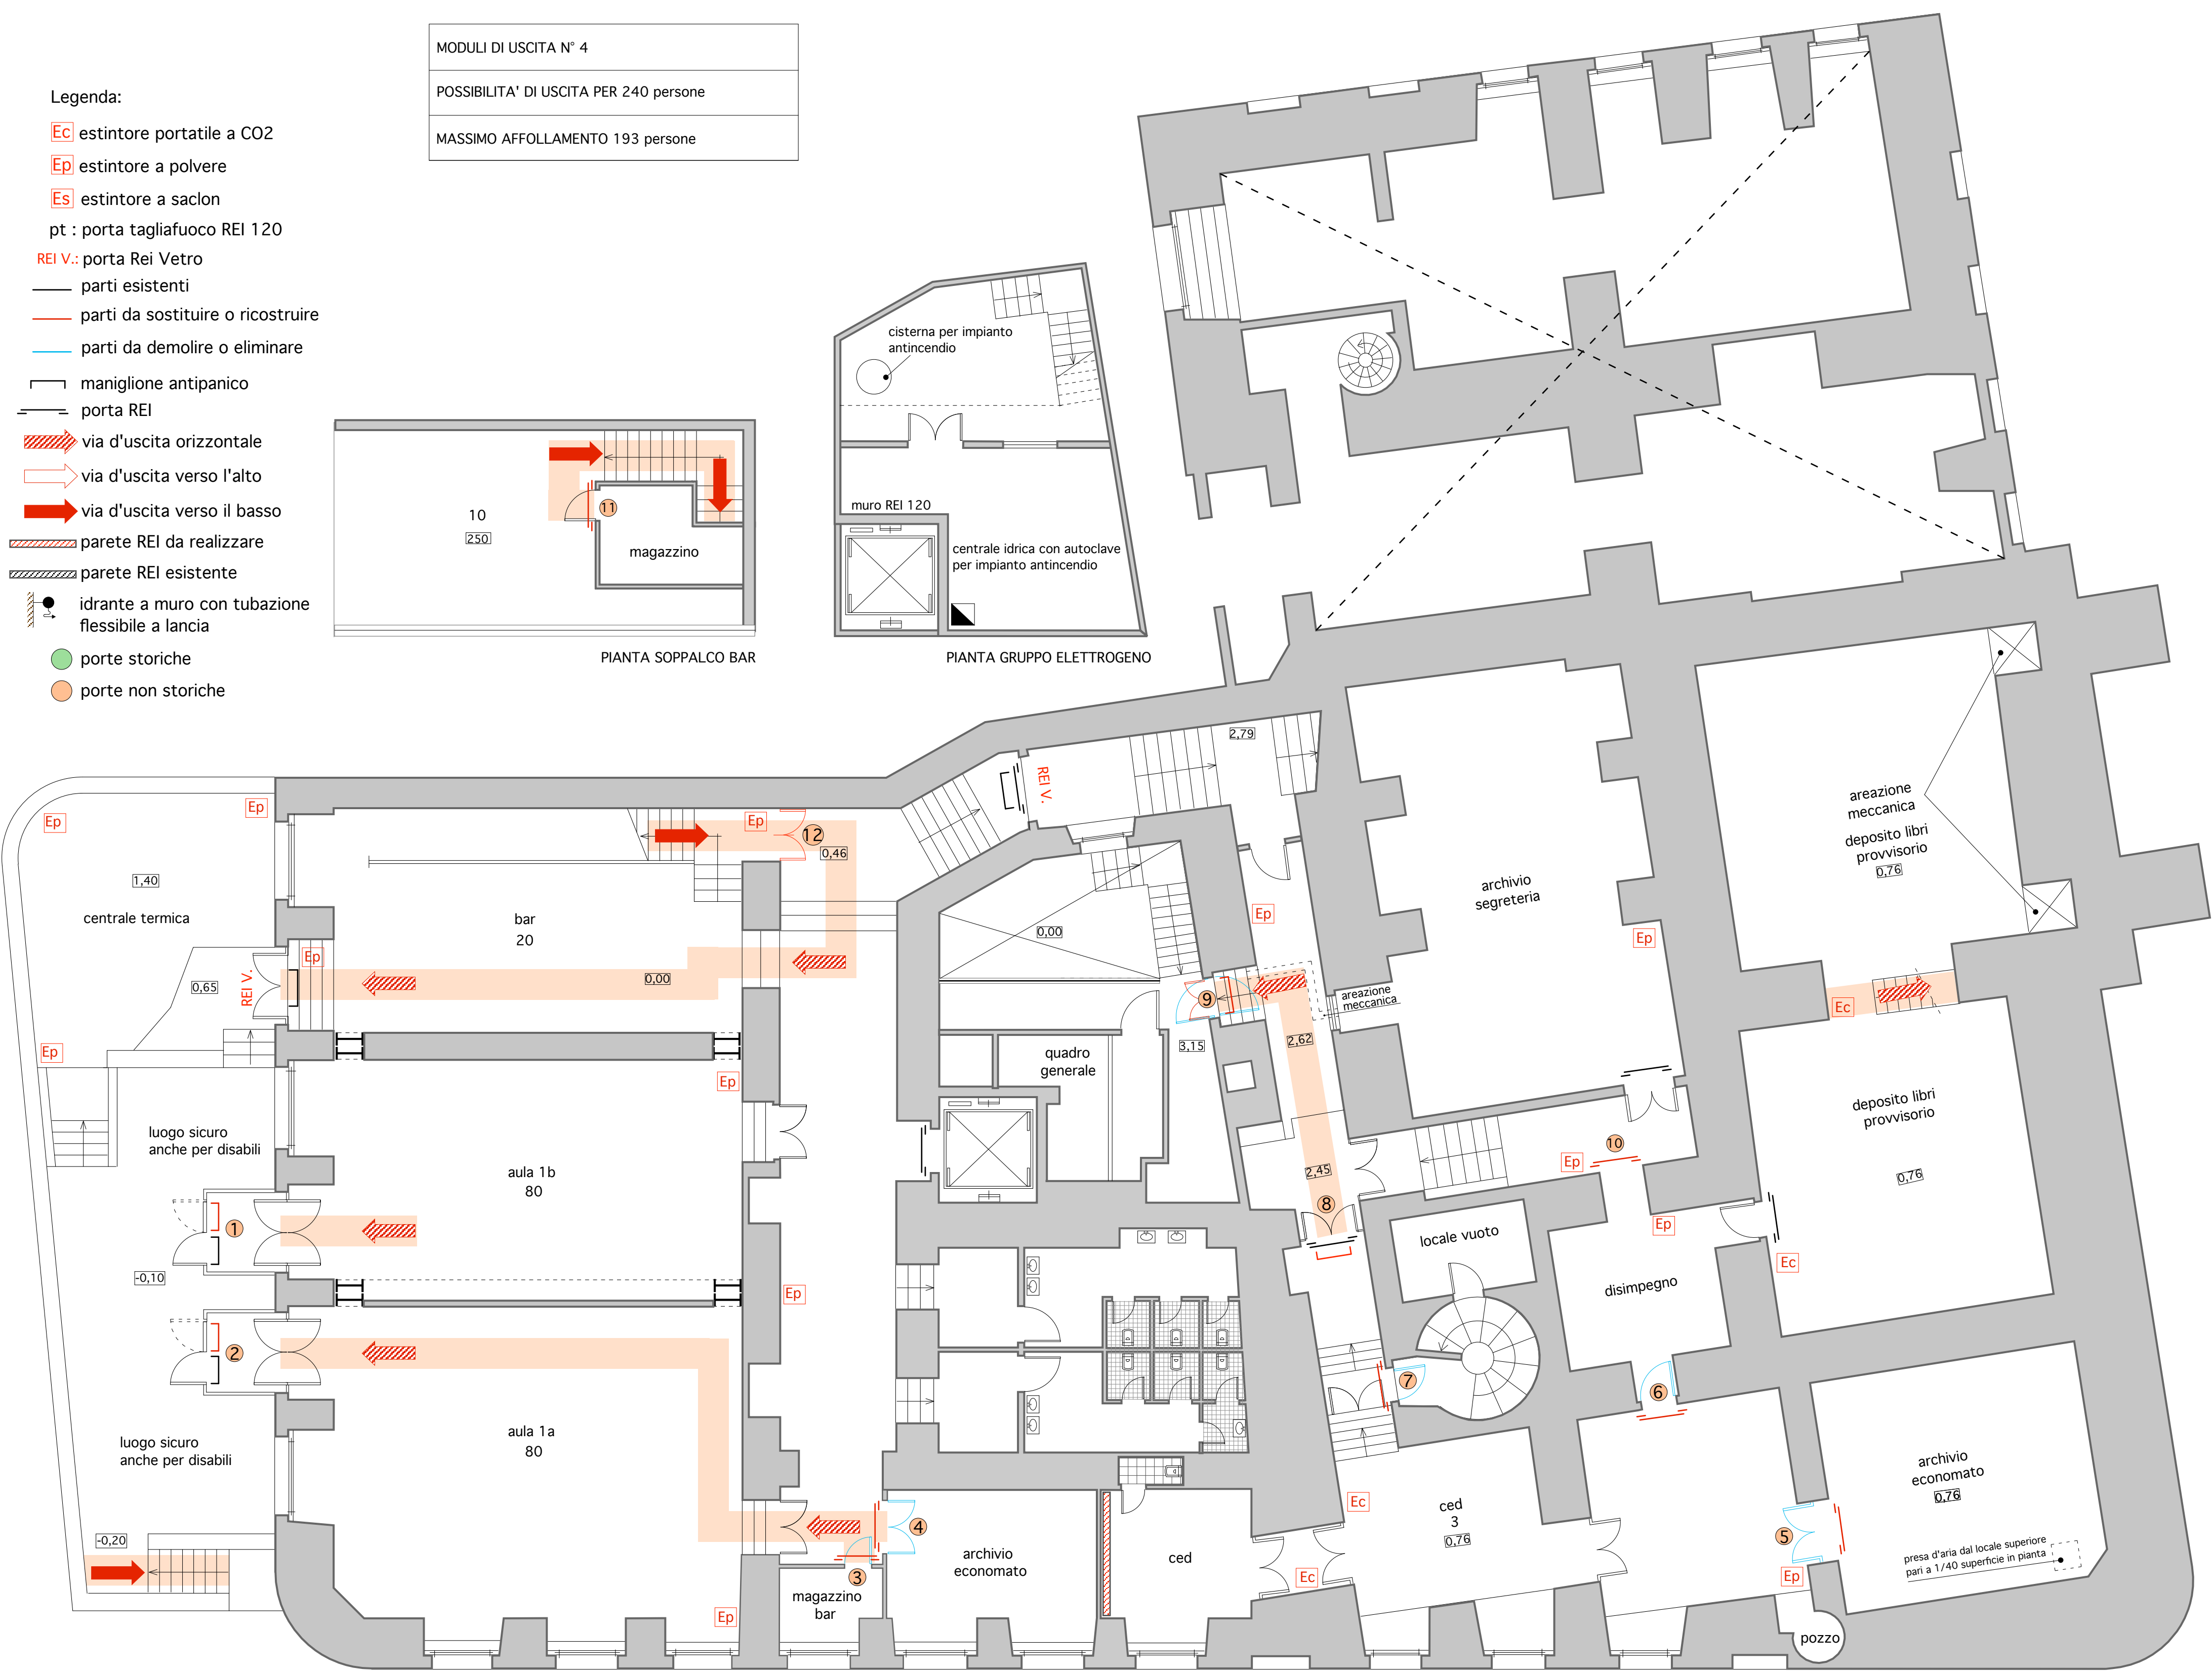 MODULI DI USCITA N° 4
POSSIBILITA' DI USCITA PER 240 persone
MASSIMO AFFOLLAMENTO 193 persone
Legenda:
Ec estintore portatile a CO2
Ep estintore a polvere
Es estintore a saclon
pt : porta tagliafuoco REI 120
REI V.: porta Rei Vetro
parti esistenti
parti da sostituire o ricostruire
parti da demolire o eliminare
maniglione antipanico
porta REI
via d'uscita orizzontale
via d'uscita verso l'alto
via d'uscita verso il basso
parete REI da realizzare
parete REI esistente
idrante a muro con tubazione
flessibile a lancia
porte storiche
porte non storiche
10
250
11
magazzino
PIANTA SOPPALCO BAR
cisterna per impianto
antincendio
muro REI 120
centrale idrica con autoclave
per impianto antincendio
PIANTA GRUPPO ELETTROGENO
2,79
REI V.
Ep
Ep
Ep
12
0,46
1,40
centrale termica
bar
20
Ep
REI V.
0,65
0,00
Ep
0,00
Ep
9
3,15
2,62
areazione
meccanica
archivio
segreteria
Ep
areazione
meccanica
deposito libri
provvisorio
0,76
Ec
quadro
generale
Ep
deposito libri
provvisorio
0,76
luogo sicuro
anche per disabili
aula 1b
80
10
Ep
2,45
8
1
-0,10
Ep
locale vuoto
Ep
Ec
disimpegno
2
7
6
luogo sicuro
anche per disabili
aula 1a
80
-0,20
4
3
Ep
magazzino
bar
archivio
economato
ced
Ec
Ec
ced
3
0,76
5
Ep
archivio
economato
0,76
presa d'aria dal locale superiore
pari a 1/40 superficie in pianta
pozzo